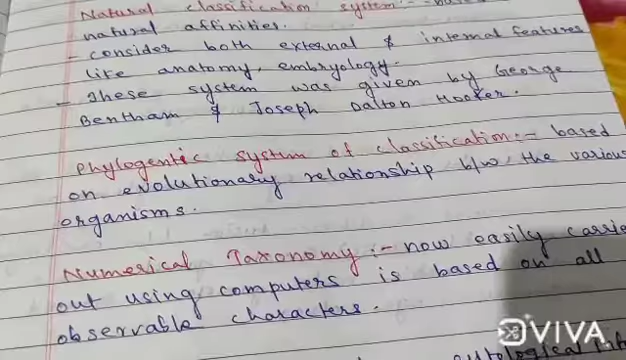 Natural classification system:- based
natural affinities.
- consider both external & internal features
like anatomy, embryology.
- These system was given by George
Bentham & Joseph Dalton Hooker.
Phylogentic system of classification:- based
on evolutionary relationship b/w the various
organisms.
Numerical Taxonomy:- now easily carrie
out using computers is based on all
observable characters.
VIVA